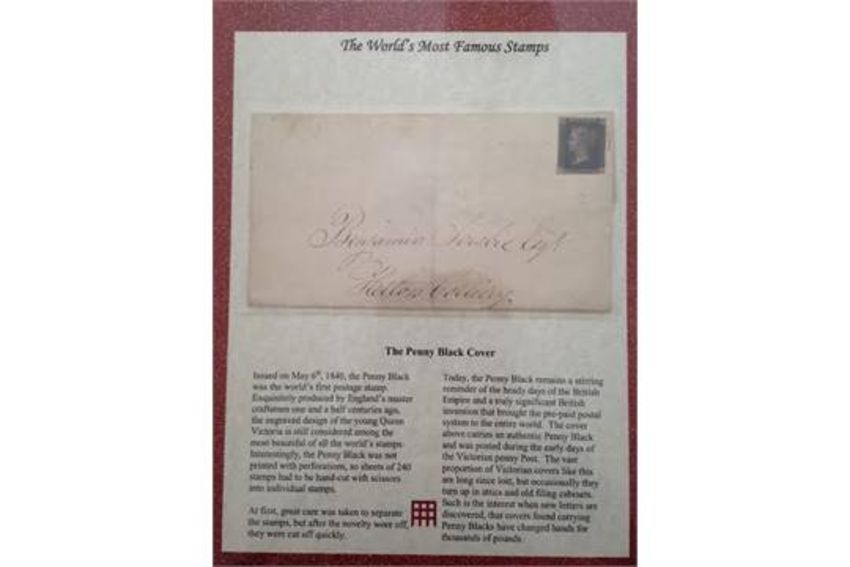 The World's Most Famous Stamps
Benjamin Esqr
Hetton Colliery.
The Penny Black Cover
Issued on May 6th, 1840, the Penny Black
was the world's first postage stamp.
Exquisitely produced by England's master
craftsmen one and a half centuries ago,
the engraved design of the young Queen
Victoria is still considered among the
most beautiful of all the world's stamps.
Interestingly, the Penny Black was not
printed with perforations, so sheets of 240
stamps had to be hand-cut with scissors
into individual stamps.
At first, great care was taken to separate
the stamps, but after the novelty wore off,
they were cut off quickly.
Today, the Penny Black remains a stirring
reminder of the heady days of the British
Empire and a truly significant British
invention that brought the pre-paid postal
system to the entire world. The cover
above carries an authentic Penny Black
and was posted during the early days of
the Victorian penny Post. The vast
proportion of Victorian covers like this
are long since lost, but occasionally they
turn up in attics and old filing cabinets.
Such is the interest when new letters are
discovered, that covers found carrying
Penny Blacks have changed hands for
thousands of pounds.